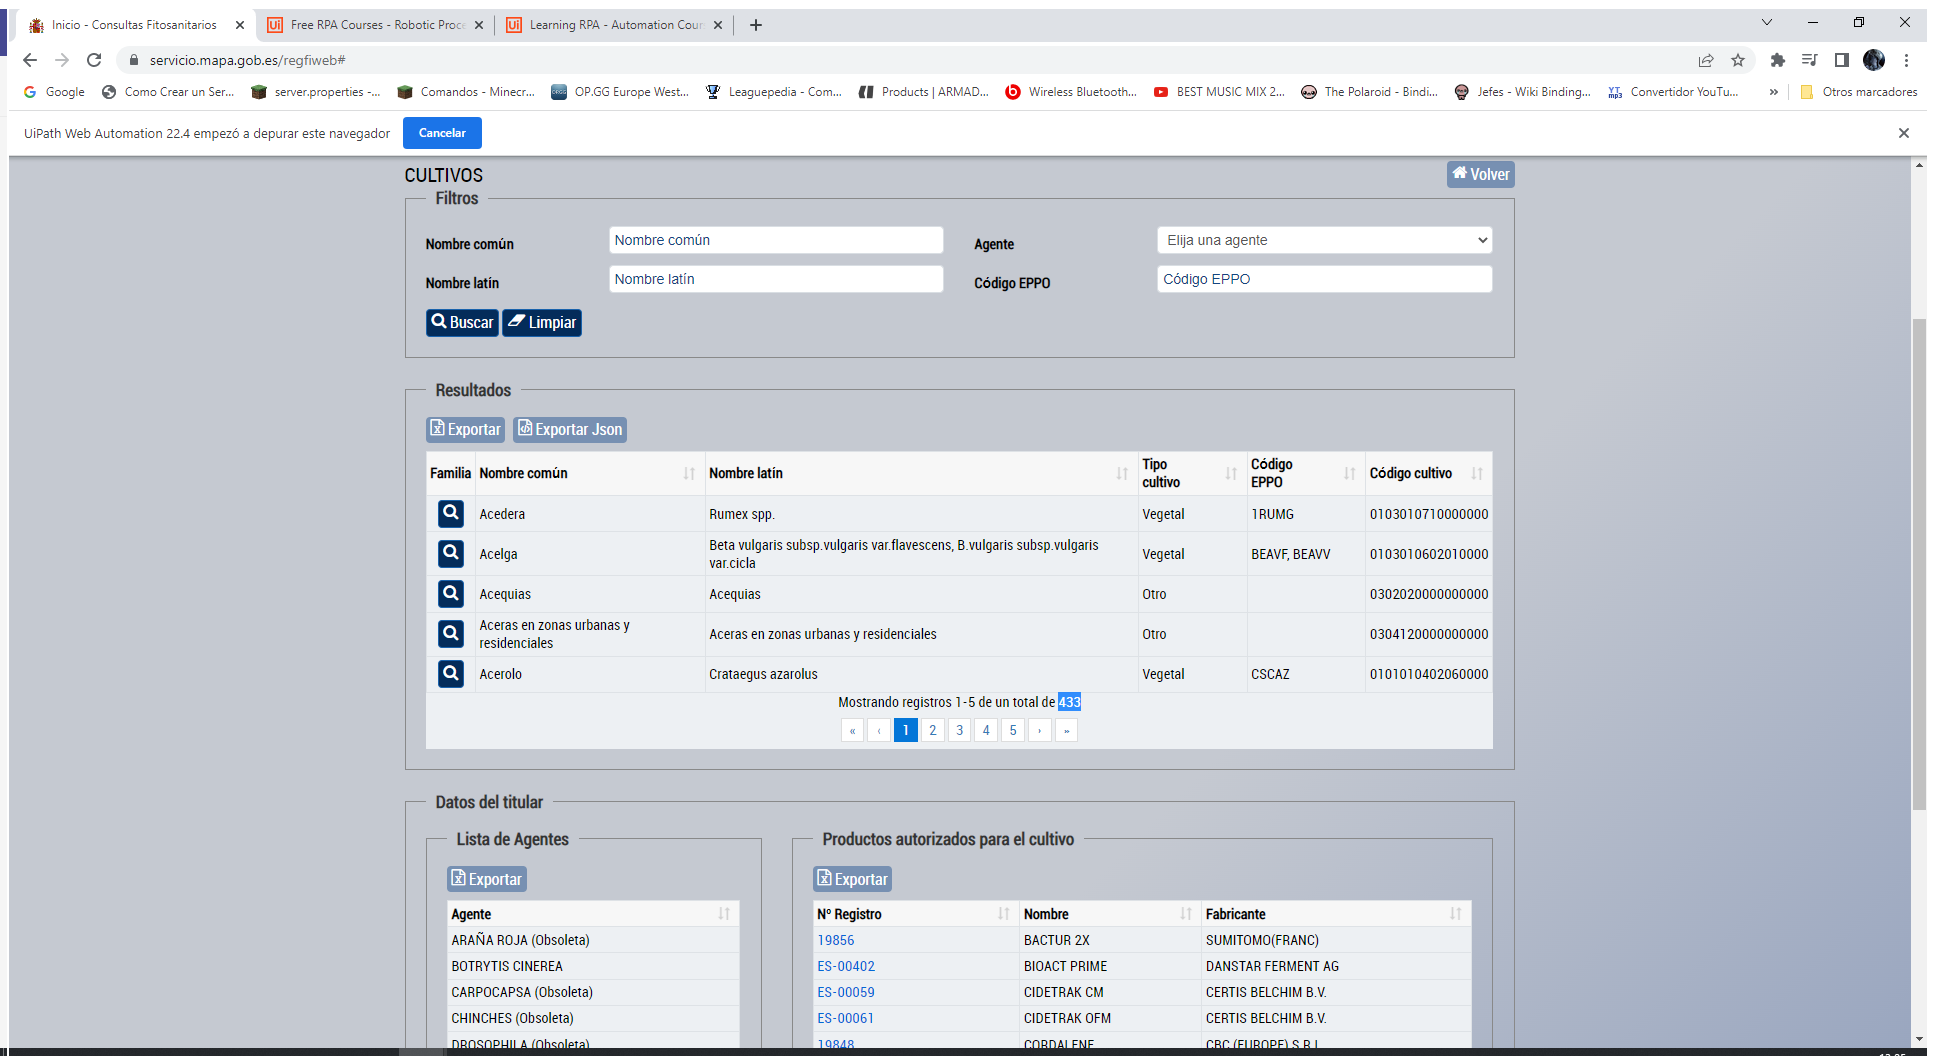 Inicio - Consultas Fitosanitarios
Free RPA Courses - Robotic Proce
Learning RPA - Automation Cour
servicio.mapa.gob.es/regfiweb#
Google Como Crear un Ser... server.properties -... Comandos - Minecr... OP.GG Europe West... Leaguepedia - Com... Products | ARMAD... Wireless Bluetooth... BEST MUSIC MIX 2... The Polaroid - Bindi... Jefes - Wiki Binding... Convertidor YouTu... » Otros marcadores
UiPath Web Automation 22.4 empezó a depurar este navegador Cancelar
CULTIVOS Volver
Filtros
Nombre común Nombre común Agente Elija una agente
Nombre latín Nombre latín Código EPPO Código EPPO
Buscar Limpiar
Resultados
Exportar Exportar Json
Familia Nombre común Nombre latín Tipo cultivo Código EPPO Código cultivo
Acedera Rumex spp. Vegetal 1RUMG 0103010710000000
Acelga Beta vulgaris subsp.vulgaris var.flavescens, B.vulgaris subsp.vulgaris var.cicla Vegetal BEAVF, BEAVV 0103010602010000
Acequias Acequias Otro 0302020000000000
Aceras en zonas urbanas y residenciales Aceras en zonas urbanas y residenciales Otro 0304120000000000
Acerolo Crataegus azarolus Vegetal CSCAZ 0101010402060000
Mostrando registros 1-5 de un total de 433
« ‹ 1 2 3 4 5 › »
Datos del titular
Lista de Agentes
Exportar
Agente
ARAÑA ROJA (Obsoleta)
BOTRYTIS CINEREA
CARPOCAPSA (Obsoleta)
CHINCHES (Obsoleta)
DROSOPHILA (Obsoleta)
Productos autorizados para el cultivo
Exportar
Nº Registro Nombre Fabricante
19856 BACTUR 2X SUMITOMO(FRANC)
ES-00402 BIOACT PRIME DANSTAR FERMENT AG
ES-00059 CIDETRAK CM CERTIS BELCHIM B.V.
ES-00061 CIDETRAK OFM CERTIS BELCHIM B.V.
19848 CORDALENE CBC (EUROPE) S.R.L